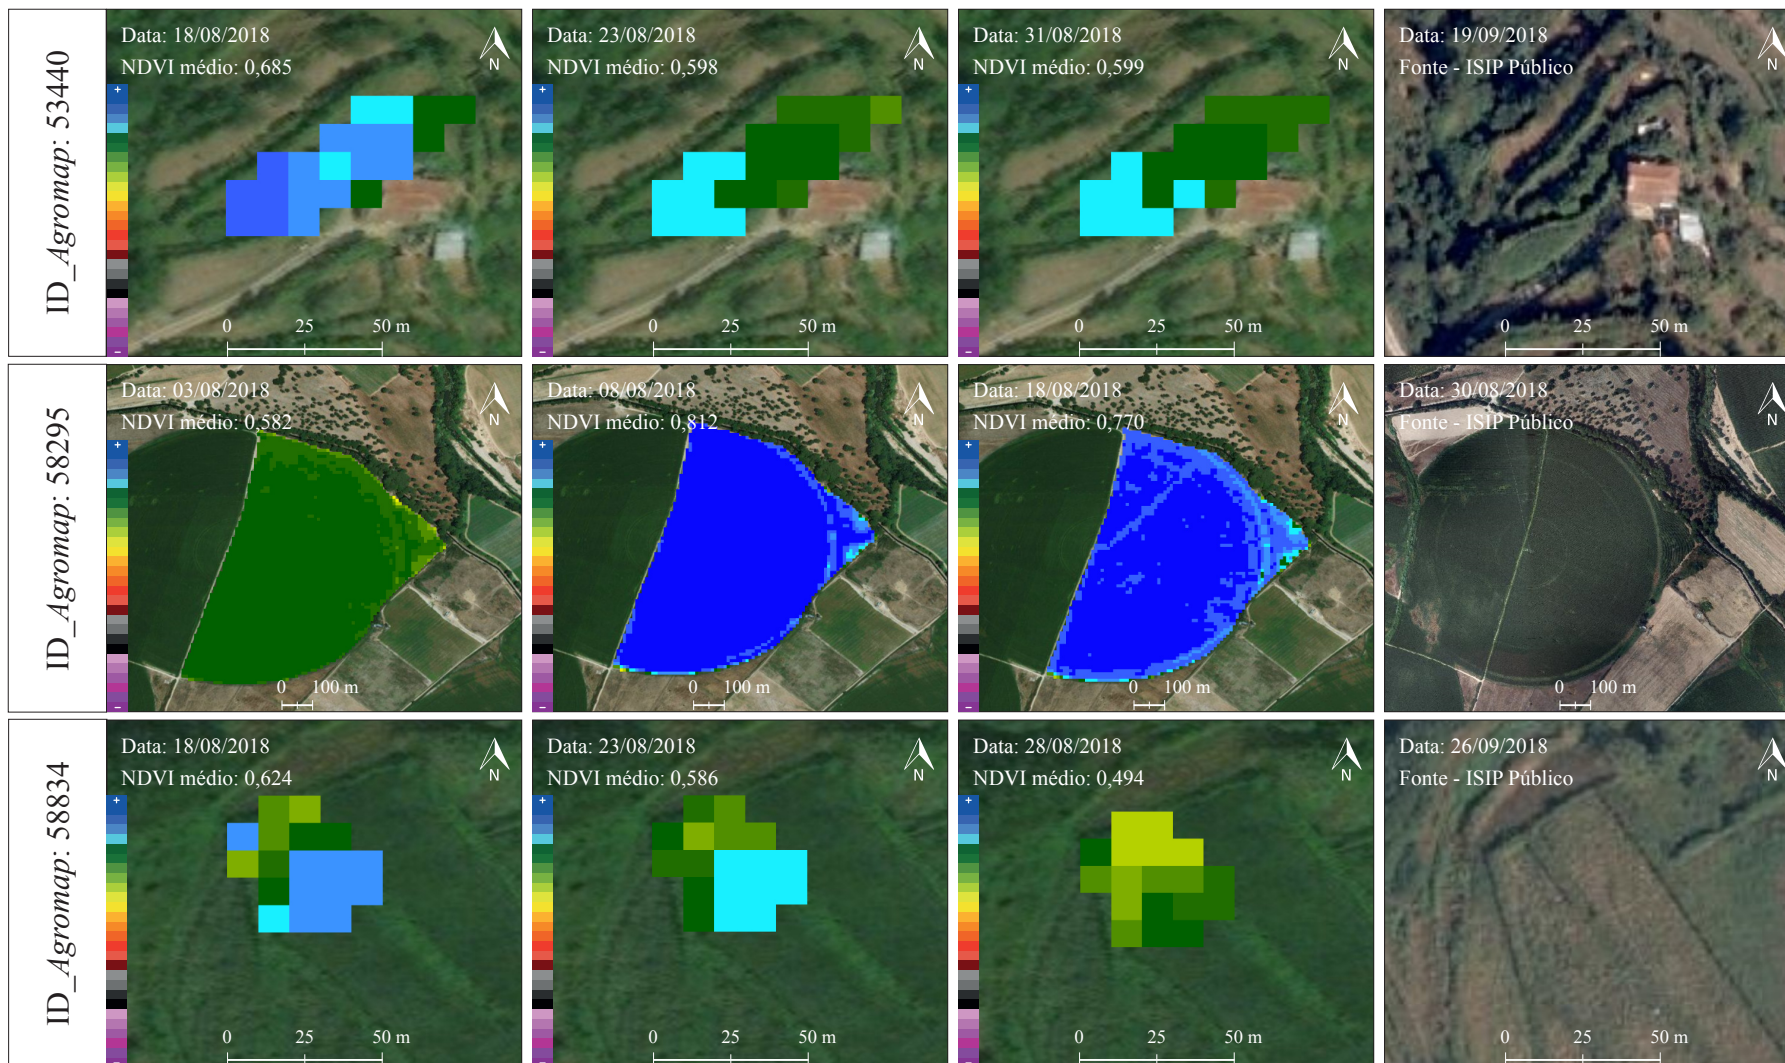 ID_Agromap: 53440
Data: 18/08/2018
NDVI médio: 0,685
N
+
–
0 25 50 m
Data: 23/08/2018
NDVI médio: 0,598
N
+
–
0 25 50 m
Data: 31/08/2018
NDVI médio: 0,599
N
+
–
0 25 50 m
Data: 19/09/2018
Fonte - ISIP Público
N
0 25 50 m
ID_Agromap: 58295
Data: 03/08/2018
NDVI médio: 0,582
N
+
–
0 100 m
Data: 08/08/2018
NDVI médio: 0,812
N
+
–
0 100 m
Data: 18/08/2018
NDVI médio: 0,770
N
+
–
0 100 m
Data: 30/08/2018
Fonte - ISIP Público
N
0 100 m
ID_Agromap: 58834
Data: 18/08/2018
NDVI médio: 0,624
N
+
–
0 25 50 m
Data: 23/08/2018
NDVI médio: 0,586
N
+
–
0 25 50 m
Data: 28/08/2018
NDVI médio: 0,494
N
+
–
0 25 50 m
Data: 26/09/2018
Fonte - ISIP Público
N
0 25 50 m